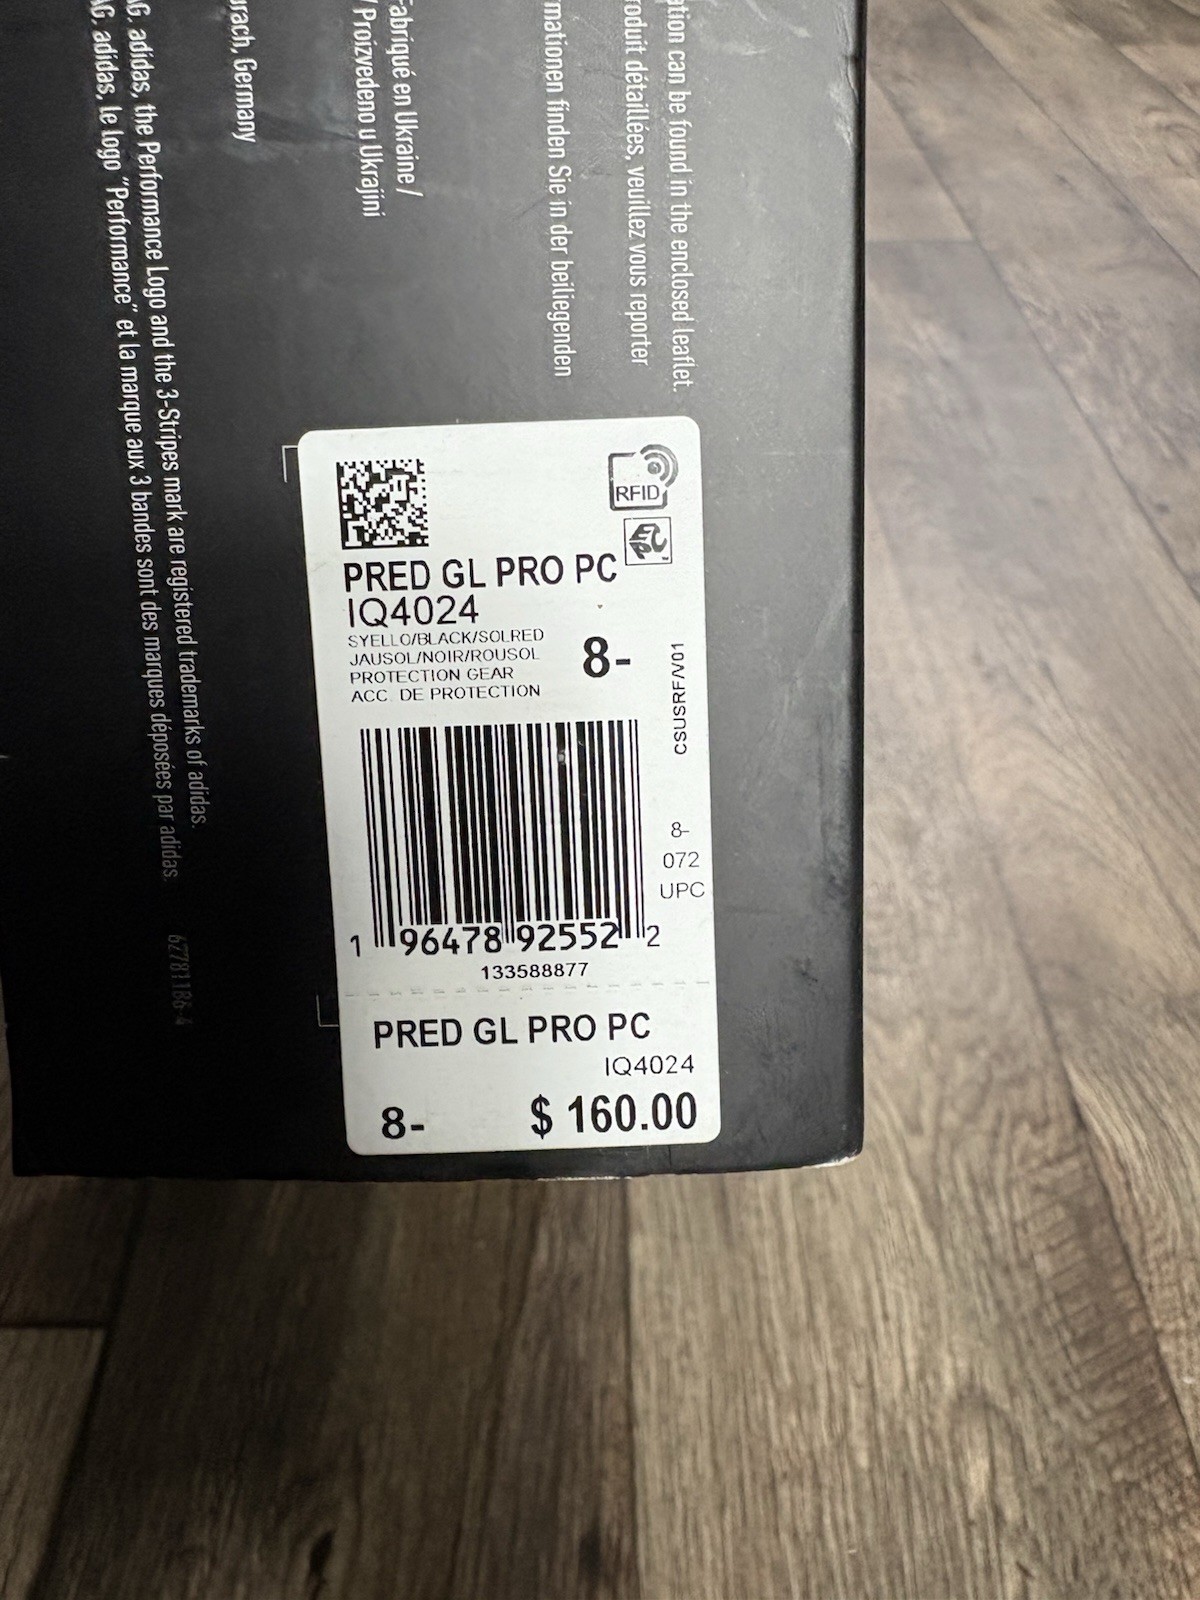 ation can be found in the enclosed leaflet.
roduit détaillées, veuillez vous reporter
mationen finden Sie in der beiliegenden
Fabriqué en Ukraine /
/ Proizvedeno u Ukrajini
urach, Germany
AG. adidas, the Performance Logo and the 3-Stripes mark are registered trademarks of adidas.
AG. adidas, le logo "Performance" et la marque aux 3 bandes sont des marques déposées par adidas.
62781186-4
RFID
EPC
PRED GL PRO PC
IQ4024
SYELLO/BLACK/SOLRED
JAUSOL/NOIR/ROUSOL
PROTECTION GEAR
ACC DE PROTECTION
8-
CSUSRF/V01
8-
072
UPC
1 96478 92552 2
133588877
PRED GL PRO PC
IQ4024
8- $ 160.00